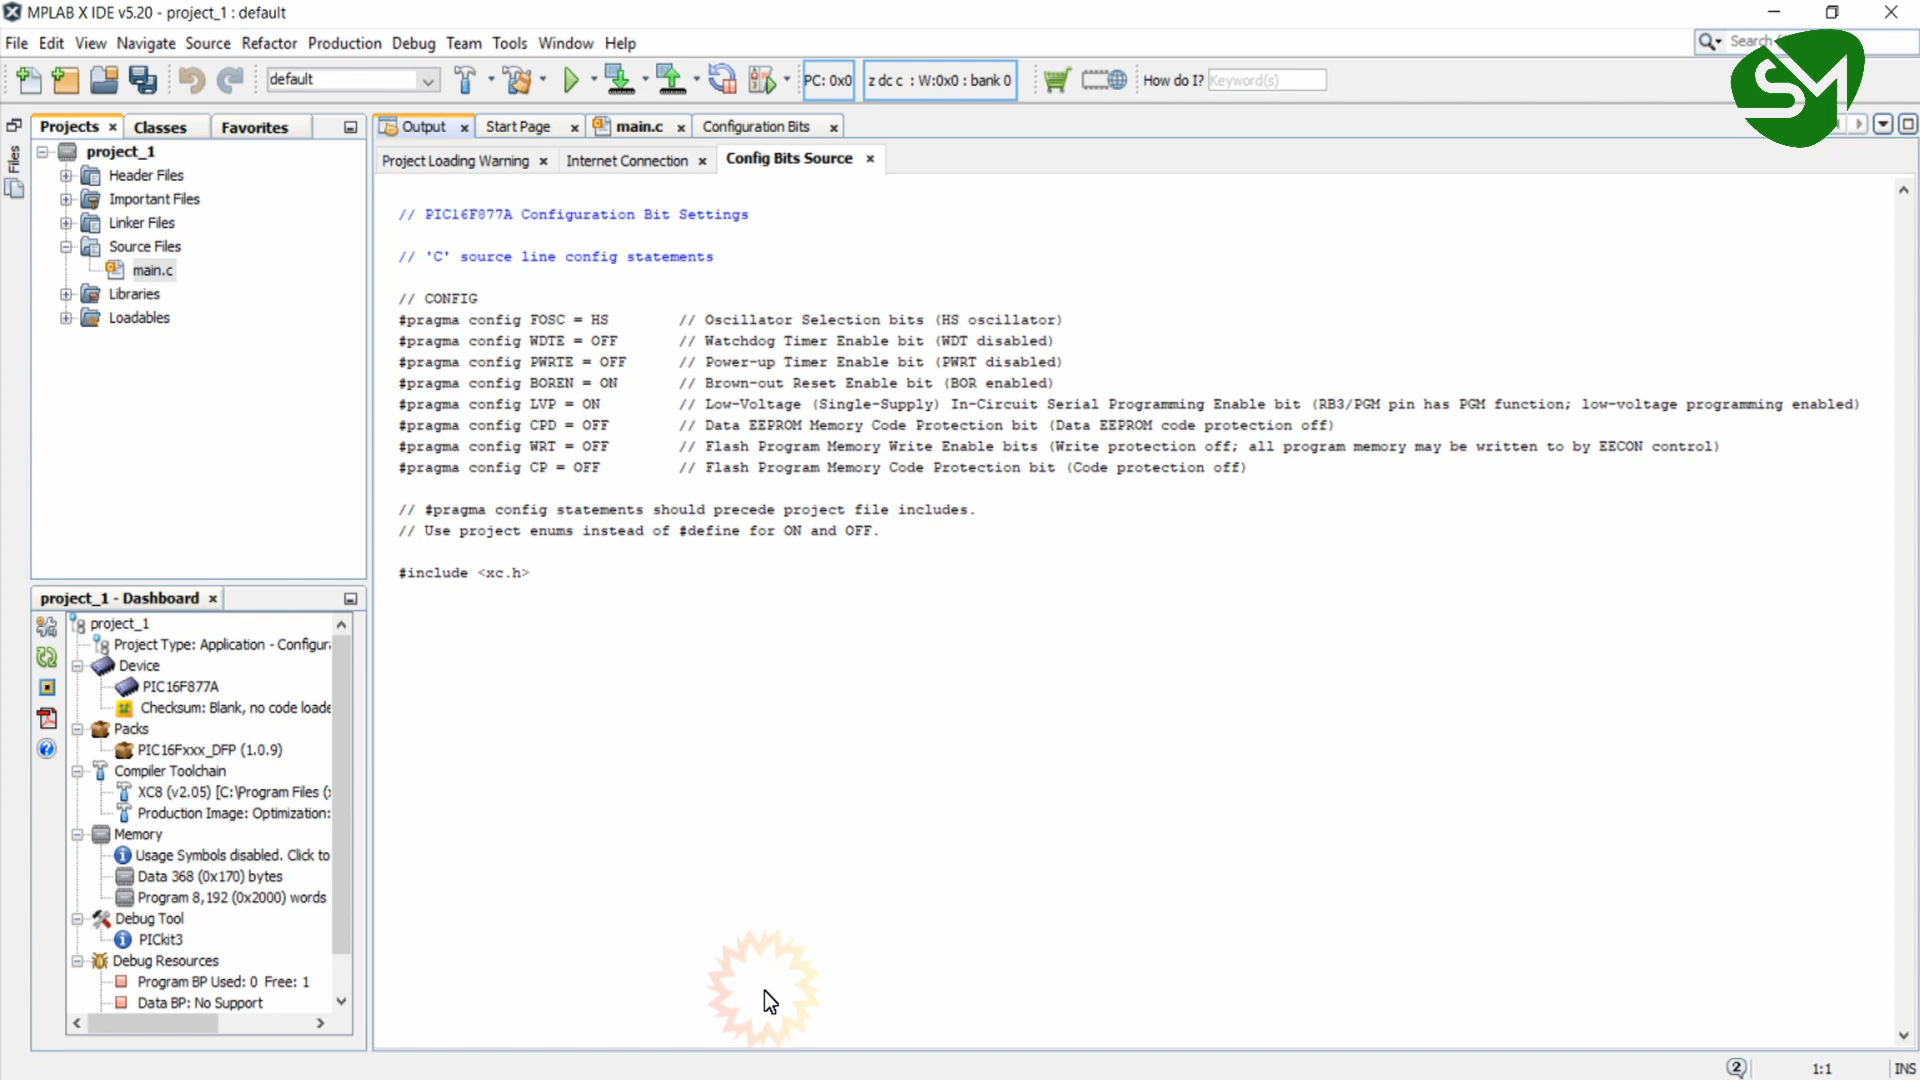 MPLAB X IDE v5.20 - project_1 : default
File Edit View Navigate Source Refactor Production Debug Team Tools Window Help
Search
SM
default
PC: 0x0
z dc c : W:0x0 : bank 0
How do I? Keyword(s)
Files
Projects Classes Favorites
Output Start Page main.c Configuration Bits
Project Loading Warning Internet Connection Config Bits Source
project_1
Header Files
Important Files
Linker Files
Source Files
main.c
Libraries
Loadables
// PIC16F877A Configuration Bit Settings
// 'C' source line config statements
// CONFIG
#pragma config FOSC = HS // Oscillator Selection bits (HS oscillator)
#pragma config WDTE = OFF // Watchdog Timer Enable bit (WDT disabled)
#pragma config PWRTE = OFF // Power-up Timer Enable bit (PWRT disabled)
#pragma config BOREN = ON // Brown-out Reset Enable bit (BOR enabled)
#pragma config LVP = ON // Low-Voltage (Single-Supply) In-Circuit Serial Programming Enable bit (RB3/PGM pin has PGM function; low-voltage programming enabled)
#pragma config CPD = OFF // Data EEPROM Memory Code Protection bit (Data EEPROM code protection off)
#pragma config WRT = OFF // Flash Program Memory Write Enable bits (Write protection off; all program memory may be written to by EECON control)
#pragma config CP = OFF // Flash Program Memory Code Protection bit (Code protection off)
// #pragma config statements should precede project file includes.
// Use project enums instead of #define for ON and OFF.
#include <xc.h>
project_1 - Dashboard
project_1
Project Type: Application - Configura
Device
PIC16F877A
Checksum: Blank, no code loade
Packs
PIC16Fxxx_DFP (1.0.9)
Compiler Toolchain
XC8 (v2.05) [C:\Program Files (x
Production Image: Optimization:
Memory
Usage Symbols disabled. Click to
Data 368 (0x170) bytes
Program 8,192 (0x2000) words
Debug Tool
PICkit3
Debug Resources
Program BP Used: 0 Free: 1
Data BP: No Support
2
1:1
INS